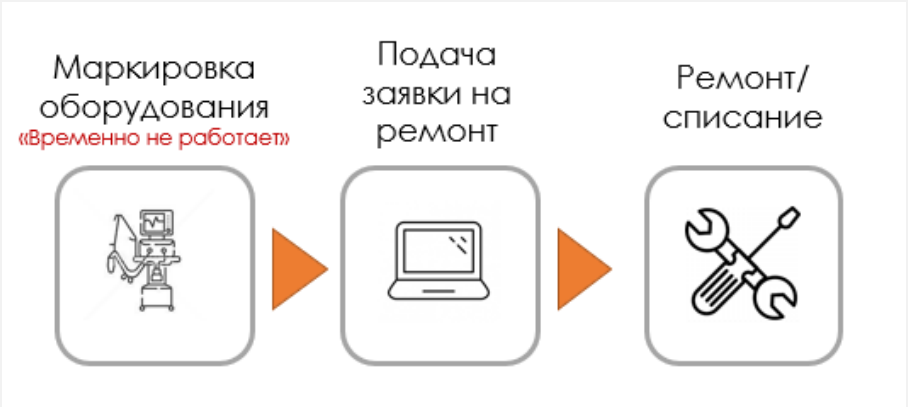 Маркировка
оборудования
«Временно не работает»
Подача
заявки на
ремонт
Ремонт/
списание